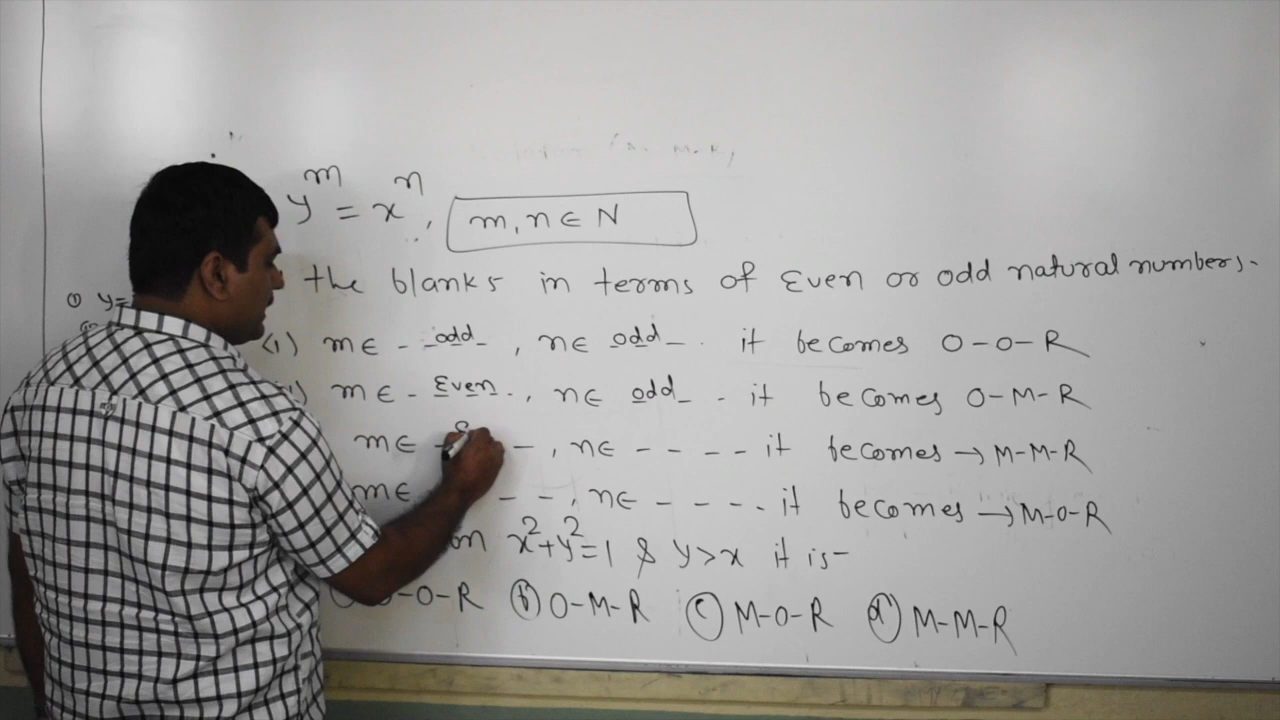 y^m = x^n, m, n ∈ N
the blanks in terms of Even or odd natural numbers.
① y=
(i) m ∈ - odd -, n ∈ odd - . it becomes O-O-R
m ∈ - Even - ., n ∈ odd - . it becomes O-M-R
m ∈ - -, n ∈ - - - - it becomes → M-M-R
m ∈ - - -, n ∈ - - - - it becomes → M-O-R
on x²+y²=1 & y>x it is-
O-R ⓑ O-M-R ⓒ M-O-R ⓓ M-M-R